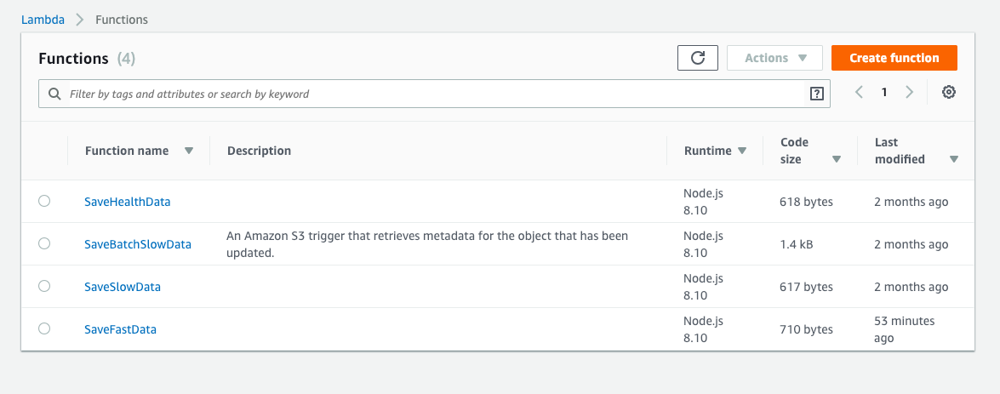 Lambda > Functions
Functions (4)
Actions
Create function
Filter by tags and attributes or search by keyword
?
1
Function name
Description
Runtime
Code
size
Last
modified
SaveHealthData
Node.js
8.10
618 bytes
2 months ago
SaveBatchSlowData
An Amazon S3 trigger that retrieves metadata for the object that has been
updated.
Node.js
8.10
1.4 kB
2 months ago
SaveSlowData
Node.js
8.10
617 bytes
2 months ago
SaveFastData
Node.js
8.10
710 bytes
53 minutes
ago